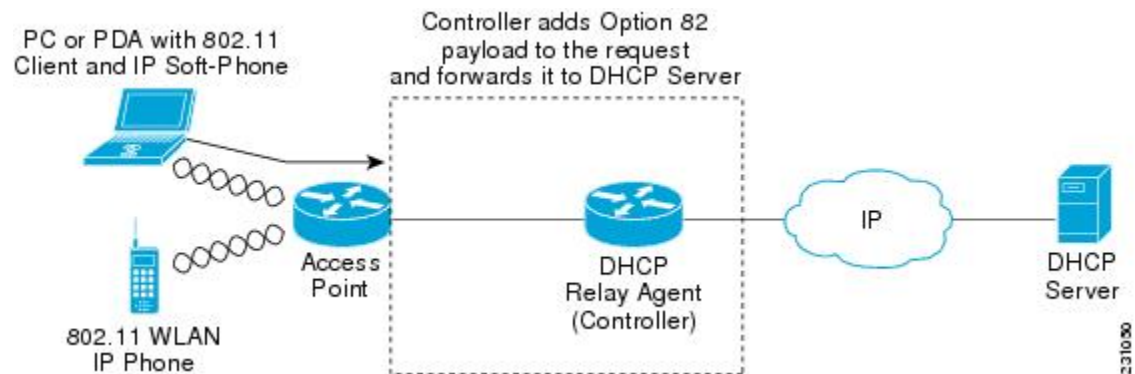 Controller adds Option 82
payload to the request
and forwards it to DHCP Server
PC or PDA with 802.11
Client and IP Soft-Phone
Access
Point
DHCP
Relay Agent
(Controller)
IP
DHCP
Server
802.11 WLAN
IP Phone
231050